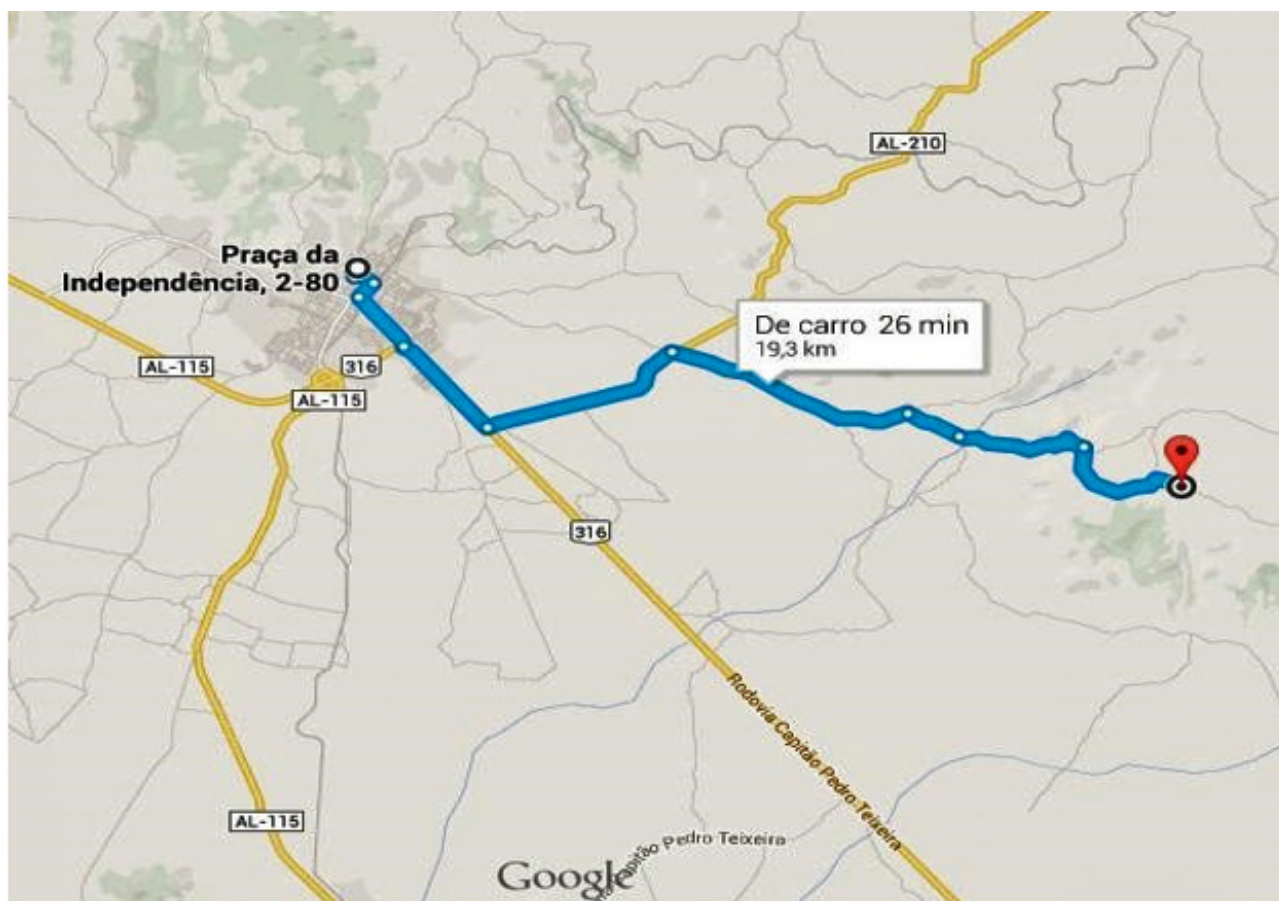 AL-210
Praça da
Independência, 2-80
De carro 26 min
19,3 km
AL-115
316
AL-115
316
Rodovia Capitão Pedro Teixeira
AL-115
Capitão Pedro Teixeira
Google